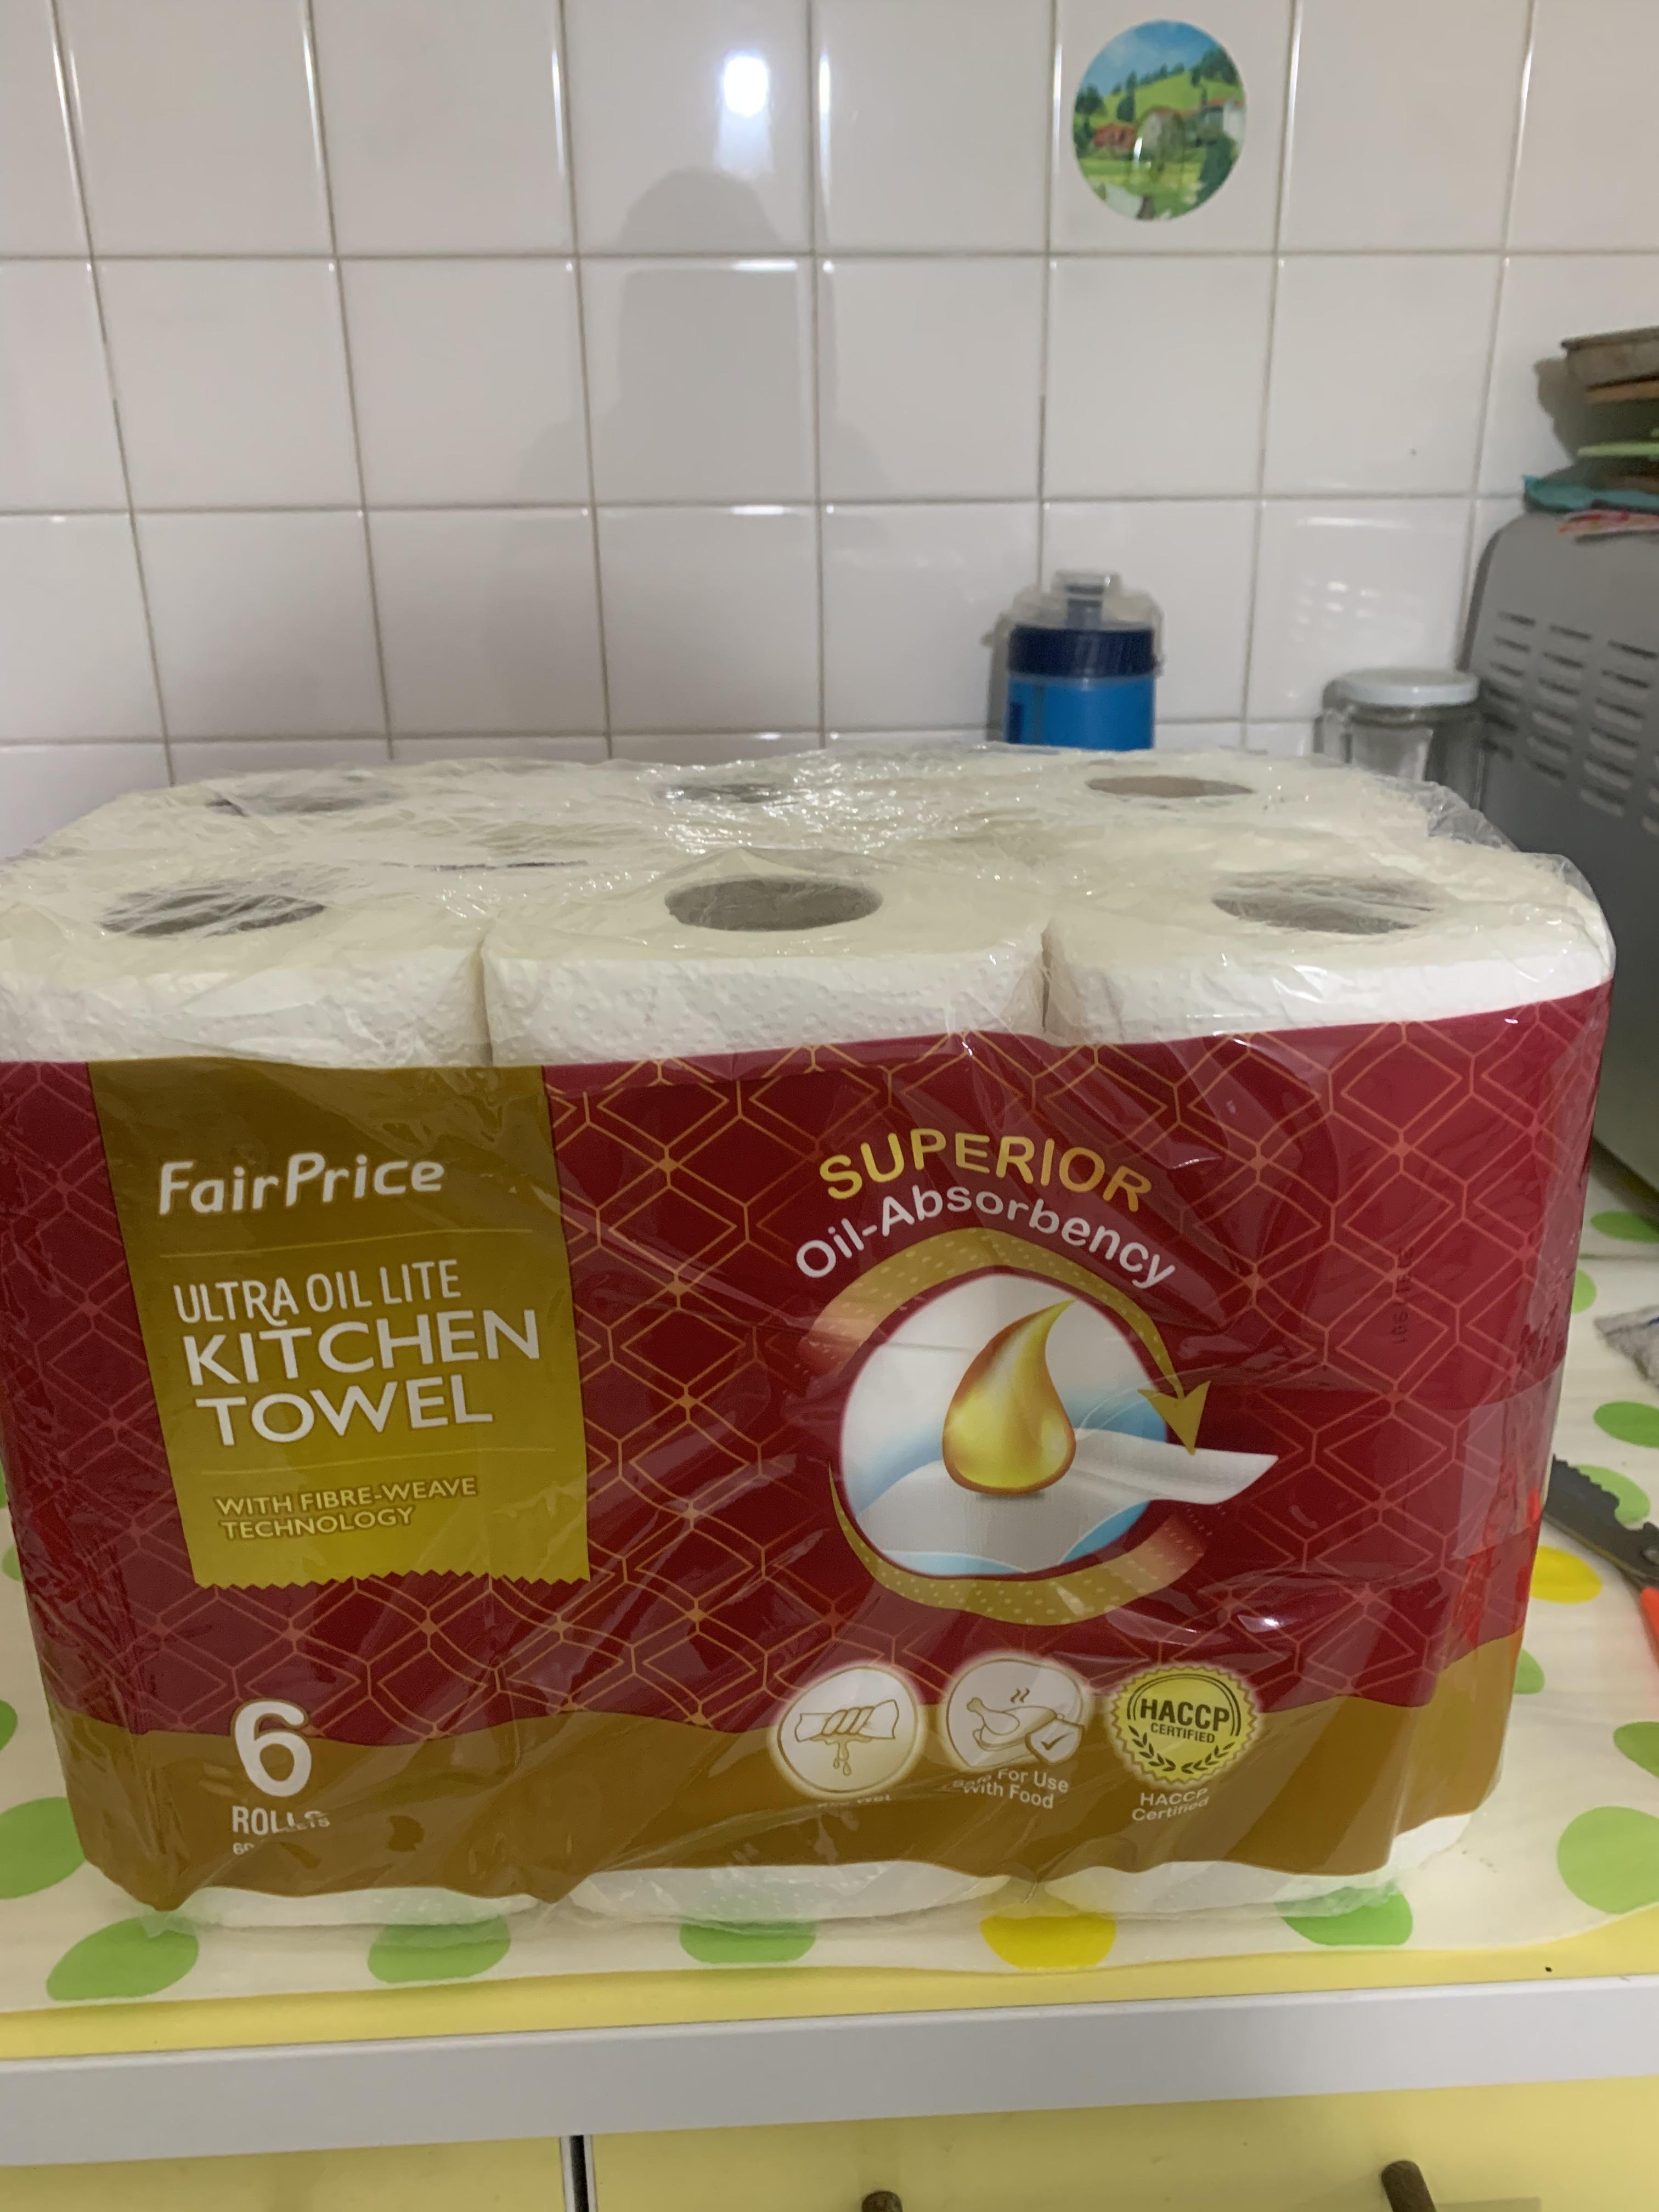 FairPrice
ULTRA OIL LITE
KITCHEN
TOWEL
WITH FIBRE-WEAVE
TECHNOLOGY
SUPERIOR
Oil-Absorbency
6
ROLLS
HACCP
CERTIFIED
Safe For Use
With Food
HACCP
Certified